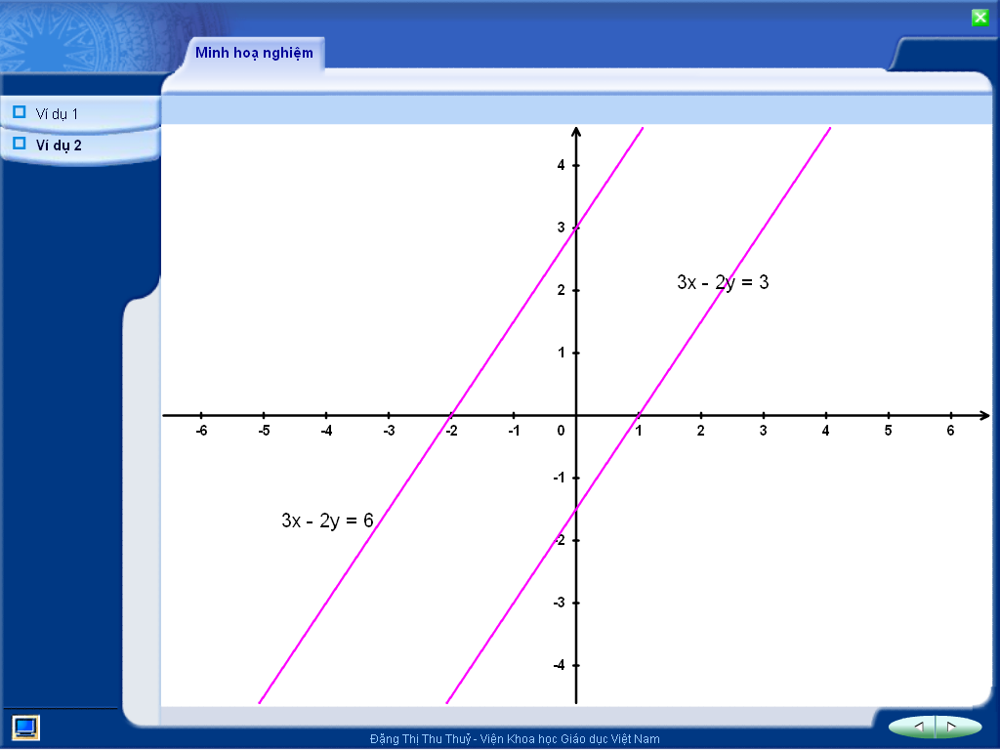 Minh hoạ nghiệm
Ví dụ 1
Ví dụ 2
4
3
3x - 2y = 3
2
1
-6 -5 -4 -3 -2 -1 0 1 2 3 4 5 6
-1
3x - 2y = 6
-2
-3
-4
Đặng Thị Thu Thuỷ - Viện Khoa học Giáo dục Việt Nam